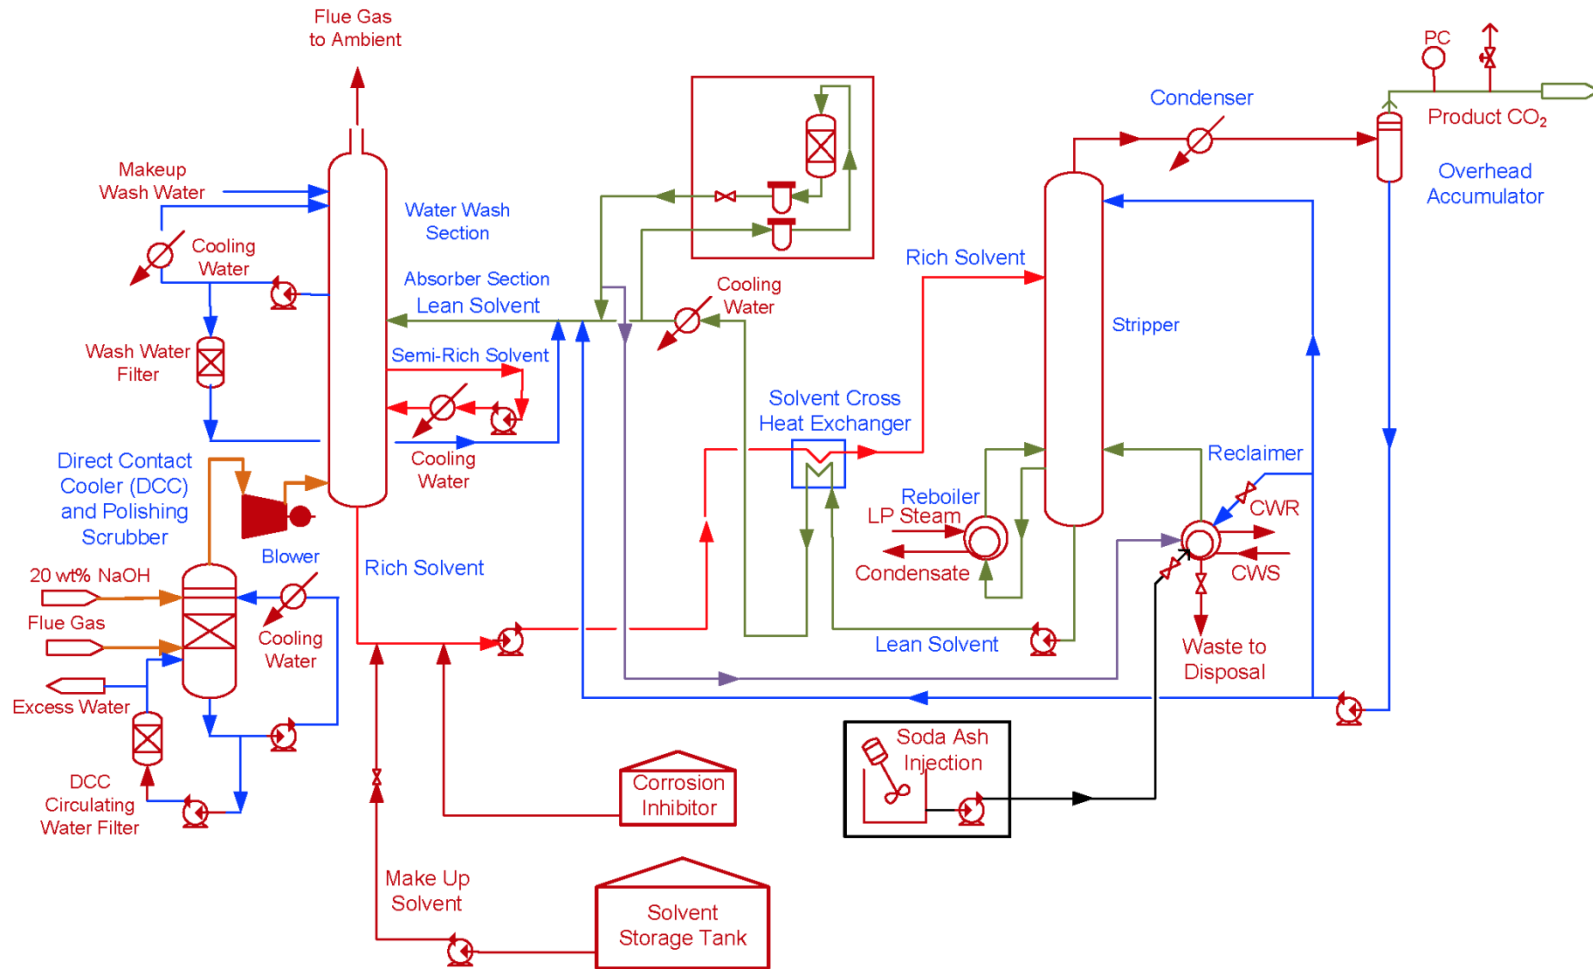 Flue Gas
to Ambient
PC
Condenser
Product CO₂
Makeup
Wash Water
Overhead
Accumulator
Water Wash
Section
Cooling
Water
Rich Solvent
Absorber Section
Lean Solvent
Cooling
Water
Stripper
Wash Water
Filter
Semi-Rich Solvent
Solvent Cross
Heat Exchanger
Cooling
Water
Direct Contact
Cooler (DCC)
and Polishing
Scrubber
Reclaimer
Reboiler
LP Steam
CWR
Blower
Rich Solvent
Condensate
CWS
20 wt% NaOH
Flue Gas
Cooling
Water
Lean Solvent
Waste to
Disposal
Excess Water
Soda Ash
Injection
DCC
Circulating
Water Filter
Corrosion
Inhibitor
Make Up
Solvent
Solvent
Storage Tank